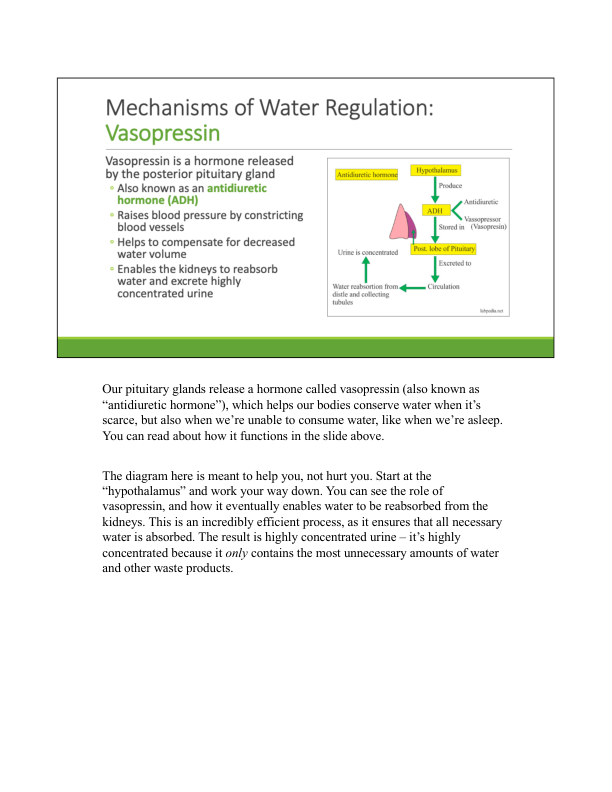 Mechanisms of Water Regulation:
Vasopressin
Vasopressin is a hormone released
by the posterior pituitary gland
Also known as an antidiuretic
hormone (ADH)
Raises blood pressure by constricting
blood vessels
Helps to compensate for decreased
water volume
Enables the kidneys to reabsorb
water and excrete highly
concentrated urine
Antidiuretic hormone
Hypothalamus
Produce
ADH
Antidiuretic
Vassopressor
(Vasopresin)
Stored in
Post. lobe of Pituitary
Excreted to
Circulation
Water reabsortion from
distle and collecting
tubules
Urine is concentrated
labpedia.net
Our pituitary glands release a hormone called vasopressin (also known as
“antidiuretic hormone”), which helps our bodies conserve water when it’s
scarce, but also when we’re unable to consume water, like when we’re asleep.
You can read about how it functions in the slide above.
The diagram here is meant to help you, not hurt you. Start at the
“hypothalamus” and work your way down. You can see the role of
vasopressin, and how it eventually enables water to be reabsorbed from the
kidneys. This is an incredibly efficient process, as it ensures that all necessary
water is absorbed. The result is highly concentrated urine – it’s highly
concentrated because it only contains the most unnecessary amounts of water
and other waste products.